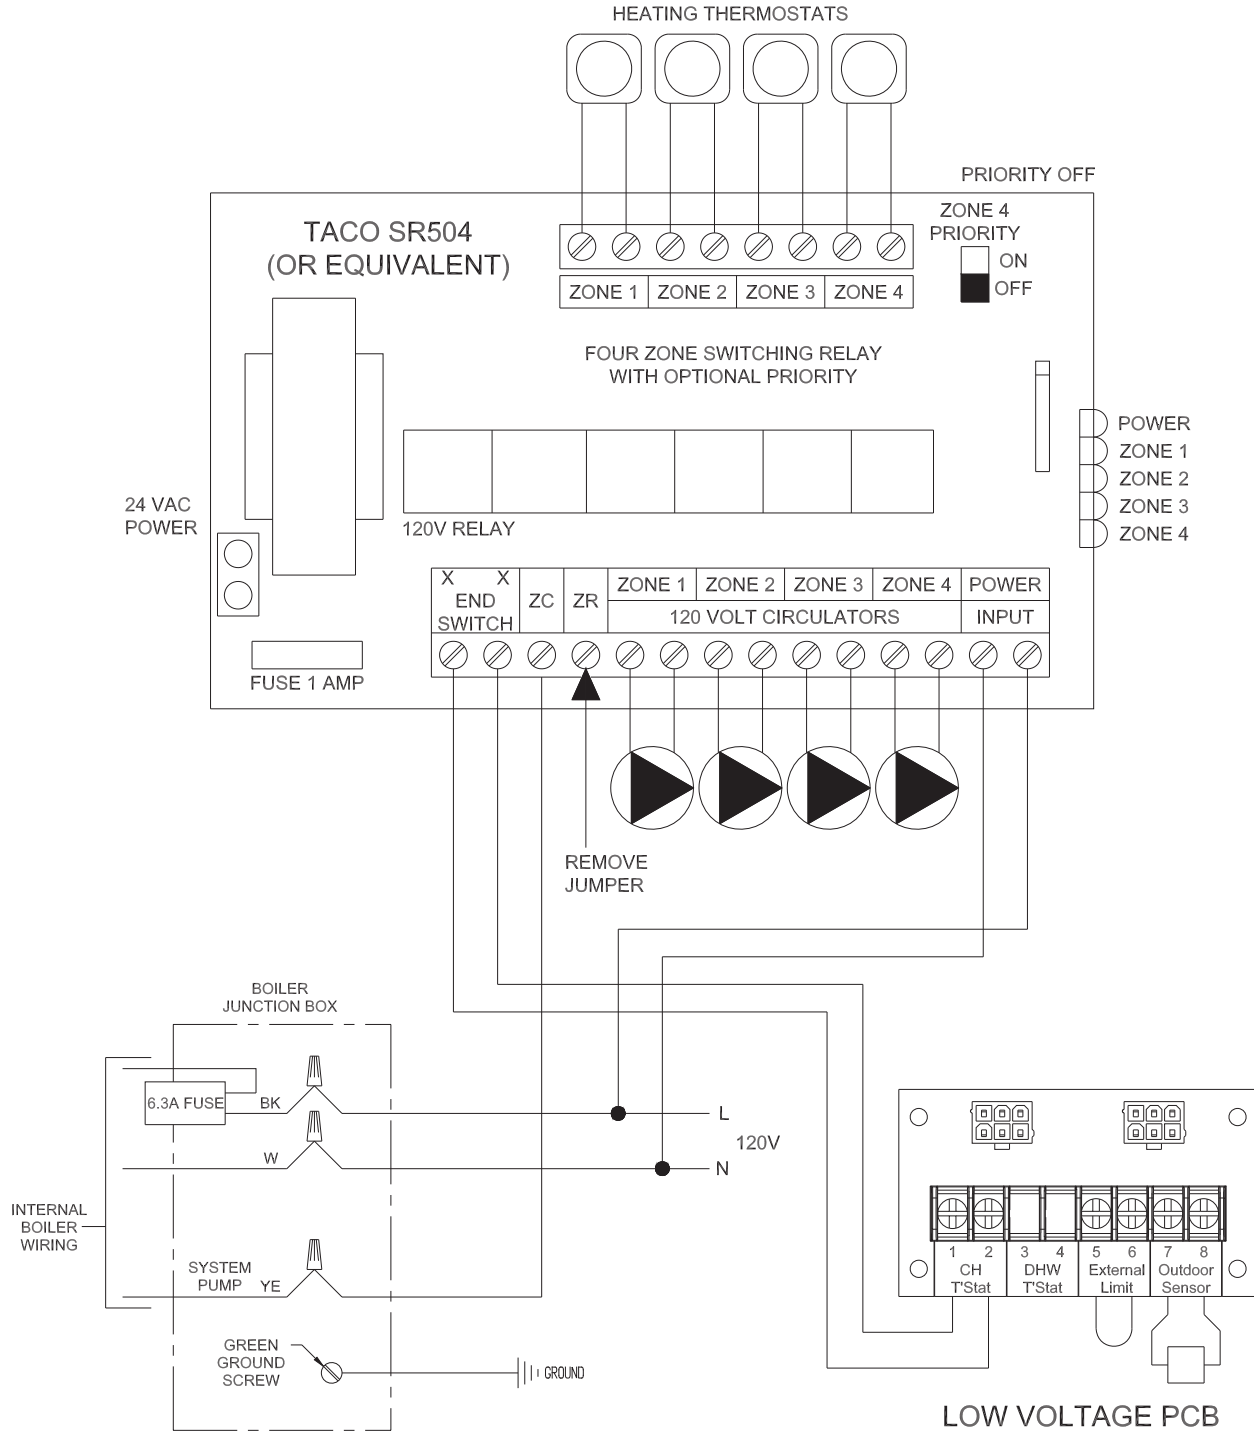 HEATING THERMOSTATS
PRIORITY OFF
TACO SR504
(OR EQUIVALENT)
ZONE 4
PRIORITY
ON
OFF
ZONE 1 ZONE 2 ZONE 3 ZONE 4
FOUR ZONE SWITCHING RELAY
WITH OPTIONAL PRIORITY
POWER
ZONE 1
ZONE 2
ZONE 3
ZONE 4
24 VAC
POWER
120V RELAY
X X
END
SWITCH
ZC
ZR
ZONE 1 ZONE 2 ZONE 3 ZONE 4
120 VOLT CIRCULATORS
POWER
INPUT
FUSE 1 AMP
REMOVE
JUMPER
BOILER
JUNCTION BOX
6.3A FUSE
BK
L
120V
W
N
INTERNAL
BOILER
WIRING
SYSTEM
PUMP
YE
GREEN
GROUND
SCREW
GROUND
1 2 3 4 5 6 7 8
CH
T'Stat
DHW
T'Stat
External
Limit
Outdoor
Sensor
LOW VOLTAGE PCB